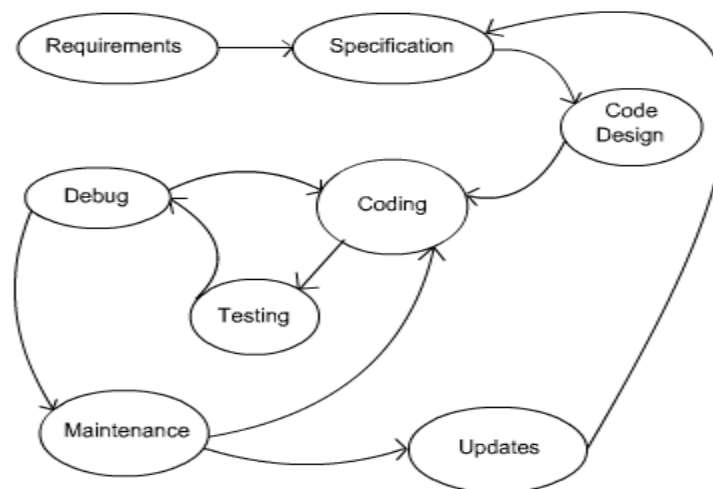 Requirements
Specification
Code
Design
Debug
Coding
Testing
Maintenance
Updates